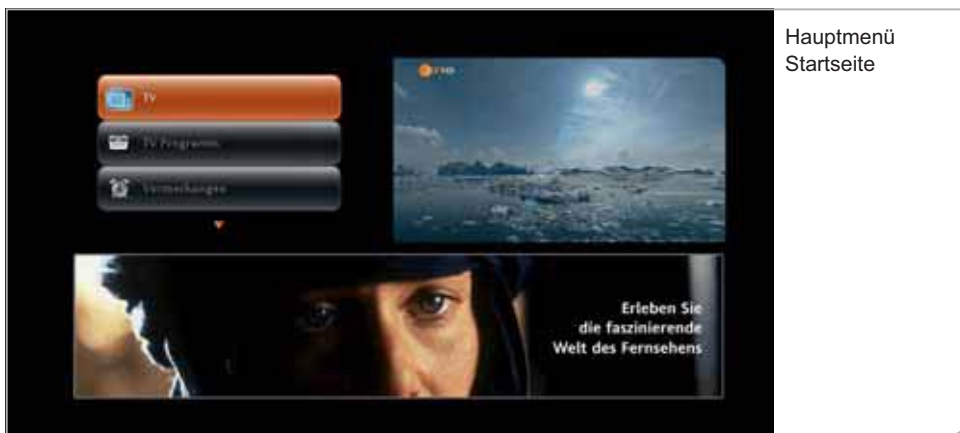 TV
TV Programm
Vormerkungen
Erleben Sie
die faszinierende
Welt des Fernsehens
Hauptmenü
Startseite